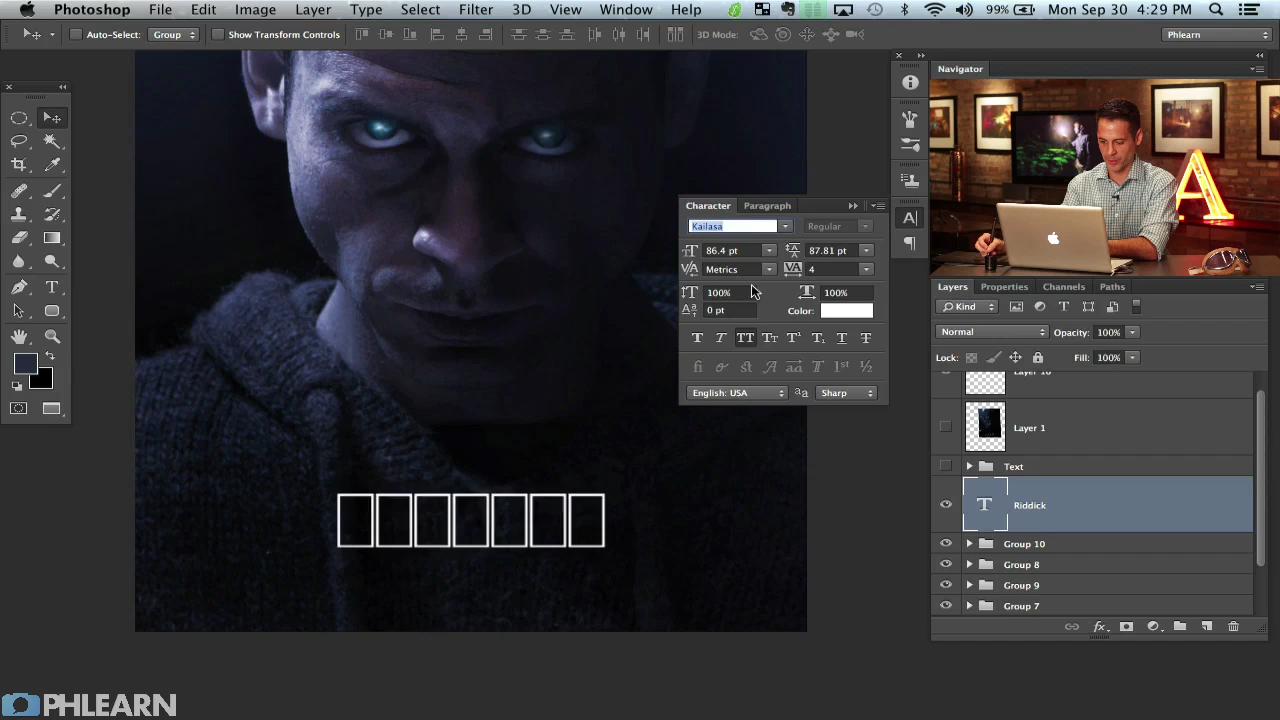 Photoshop File Edit Image Layer Type Select Filter 3D View Window Help 99% Mon Sep 30 4:29 PM
Auto-Select: Group Show Transform Controls 3D Mode: Phlearn
Navigator
Character Paragraph
Kailasa Regular
86.4 pt 87.81 pt
Metrics 4
100% 100%
0 pt Color:
English: USA Sharp
Layers Properties Channels Paths
Kind
Normal Opacity: 100%
Lock: Fill: 100%
Layer 1
Text
Riddick
Group 10
Group 8
Group 9
Group 7
PHLEARN